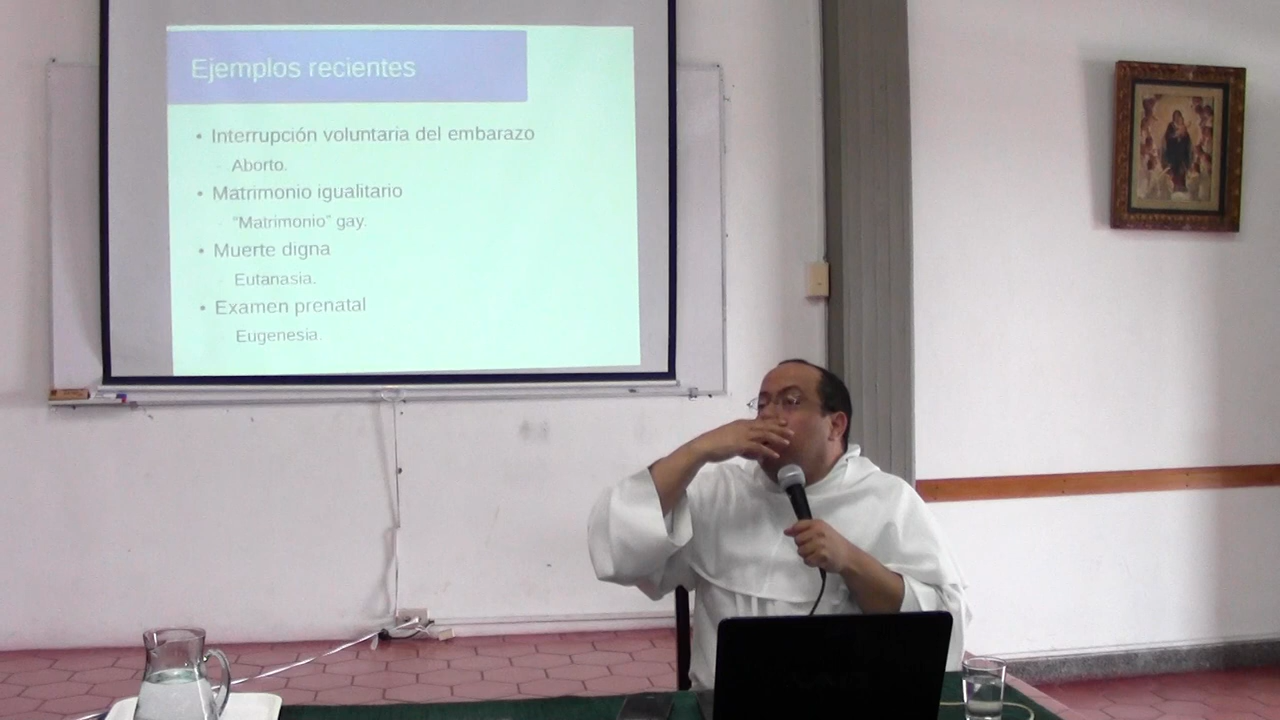 Ejemplos recientes
• Interrupción voluntaria del embarazo
- Aborto.
• Matrimonio igualitario
- "Matrimonio" gay.
• Muerte digna
- Eutanasia.
• Examen prenatal
Eugenesia.